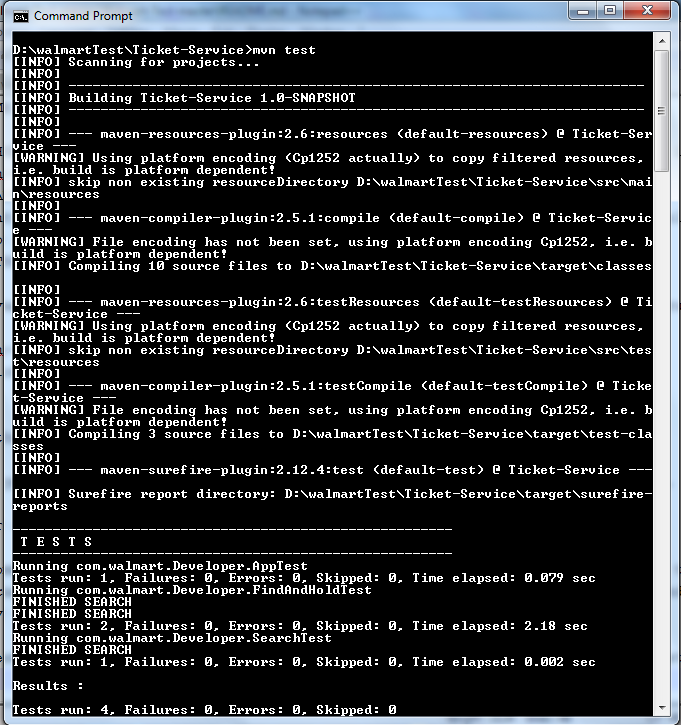 Command Prompt
D:\walmartTest\Ticket-Service>mvn test
[INFO] Scanning for projects...
[INFO]
[INFO] ------------------------------------------------------------------------
[INFO] Building Ticket-Service 1.0-SNAPSHOT
[INFO] ------------------------------------------------------------------------
[INFO]
[INFO] --- maven-resources-plugin:2.6:resources (default-resources) @ Ticket-Ser
vice ---
[WARNING] Using platform encoding (Cp1252 actually) to copy filtered resources,
i.e. build is platform dependent!
[INFO] skip non existing resourceDirectory D:\walmartTest\Ticket-Service\src\mai
n\resources
[INFO]
[INFO] --- maven-compiler-plugin:2.5.1:compile (default-compile) @ Ticket-Servic
e ---
[WARNING] File encoding has not been set, using platform encoding Cp1252, i.e. b
uild is platform dependent!
[INFO] Compiling 10 source files to D:\walmartTest\Ticket-Service\target\classes
[INFO]
[INFO] --- maven-resources-plugin:2.6:testResources (default-testResources) @ Ti
cket-Service ---
[WARNING] Using platform encoding (Cp1252 actually) to copy filtered resources,
i.e. build is platform dependent!
[INFO] skip non existing resourceDirectory D:\walmartTest\Ticket-Service\src\tes
t\resources
[INFO]
[INFO] --- maven-compiler-plugin:2.5.1:testCompile (default-testCompile) @ Ticke
t-Service ---
[WARNING] File encoding has not been set, using platform encoding Cp1252, i.e. b
uild is platform dependent!
[INFO] Compiling 3 source files to D:\walmartTest\Ticket-Service\target\test-cla
sses
[INFO]
[INFO] --- maven-surefire-plugin:2.12.4:test (default-test) @ Ticket-Service ---
[INFO] Surefire report directory: D:\walmartTest\Ticket-Service\target\surefire-
reports
-------------------------------------------------------
T E S T S
-------------------------------------------------------
Running com.walmart.Developer.AppTest
Tests run: 1, Failures: 0, Errors: 0, Skipped: 0, Time elapsed: 0.079 sec
Running com.walmart.Developer.FindAndHoldTest
FINISHED SEARCH
FINISHED SEARCH
Tests run: 2, Failures: 0, Errors: 0, Skipped: 0, Time elapsed: 2.18 sec
Running com.walmart.Developer.SearchTest
FINISHED SEARCH
Tests run: 1, Failures: 0, Errors: 0, Skipped: 0, Time elapsed: 0.002 sec
Results :
Tests run: 4, Failures: 0, Errors: 0, Skipped: 0